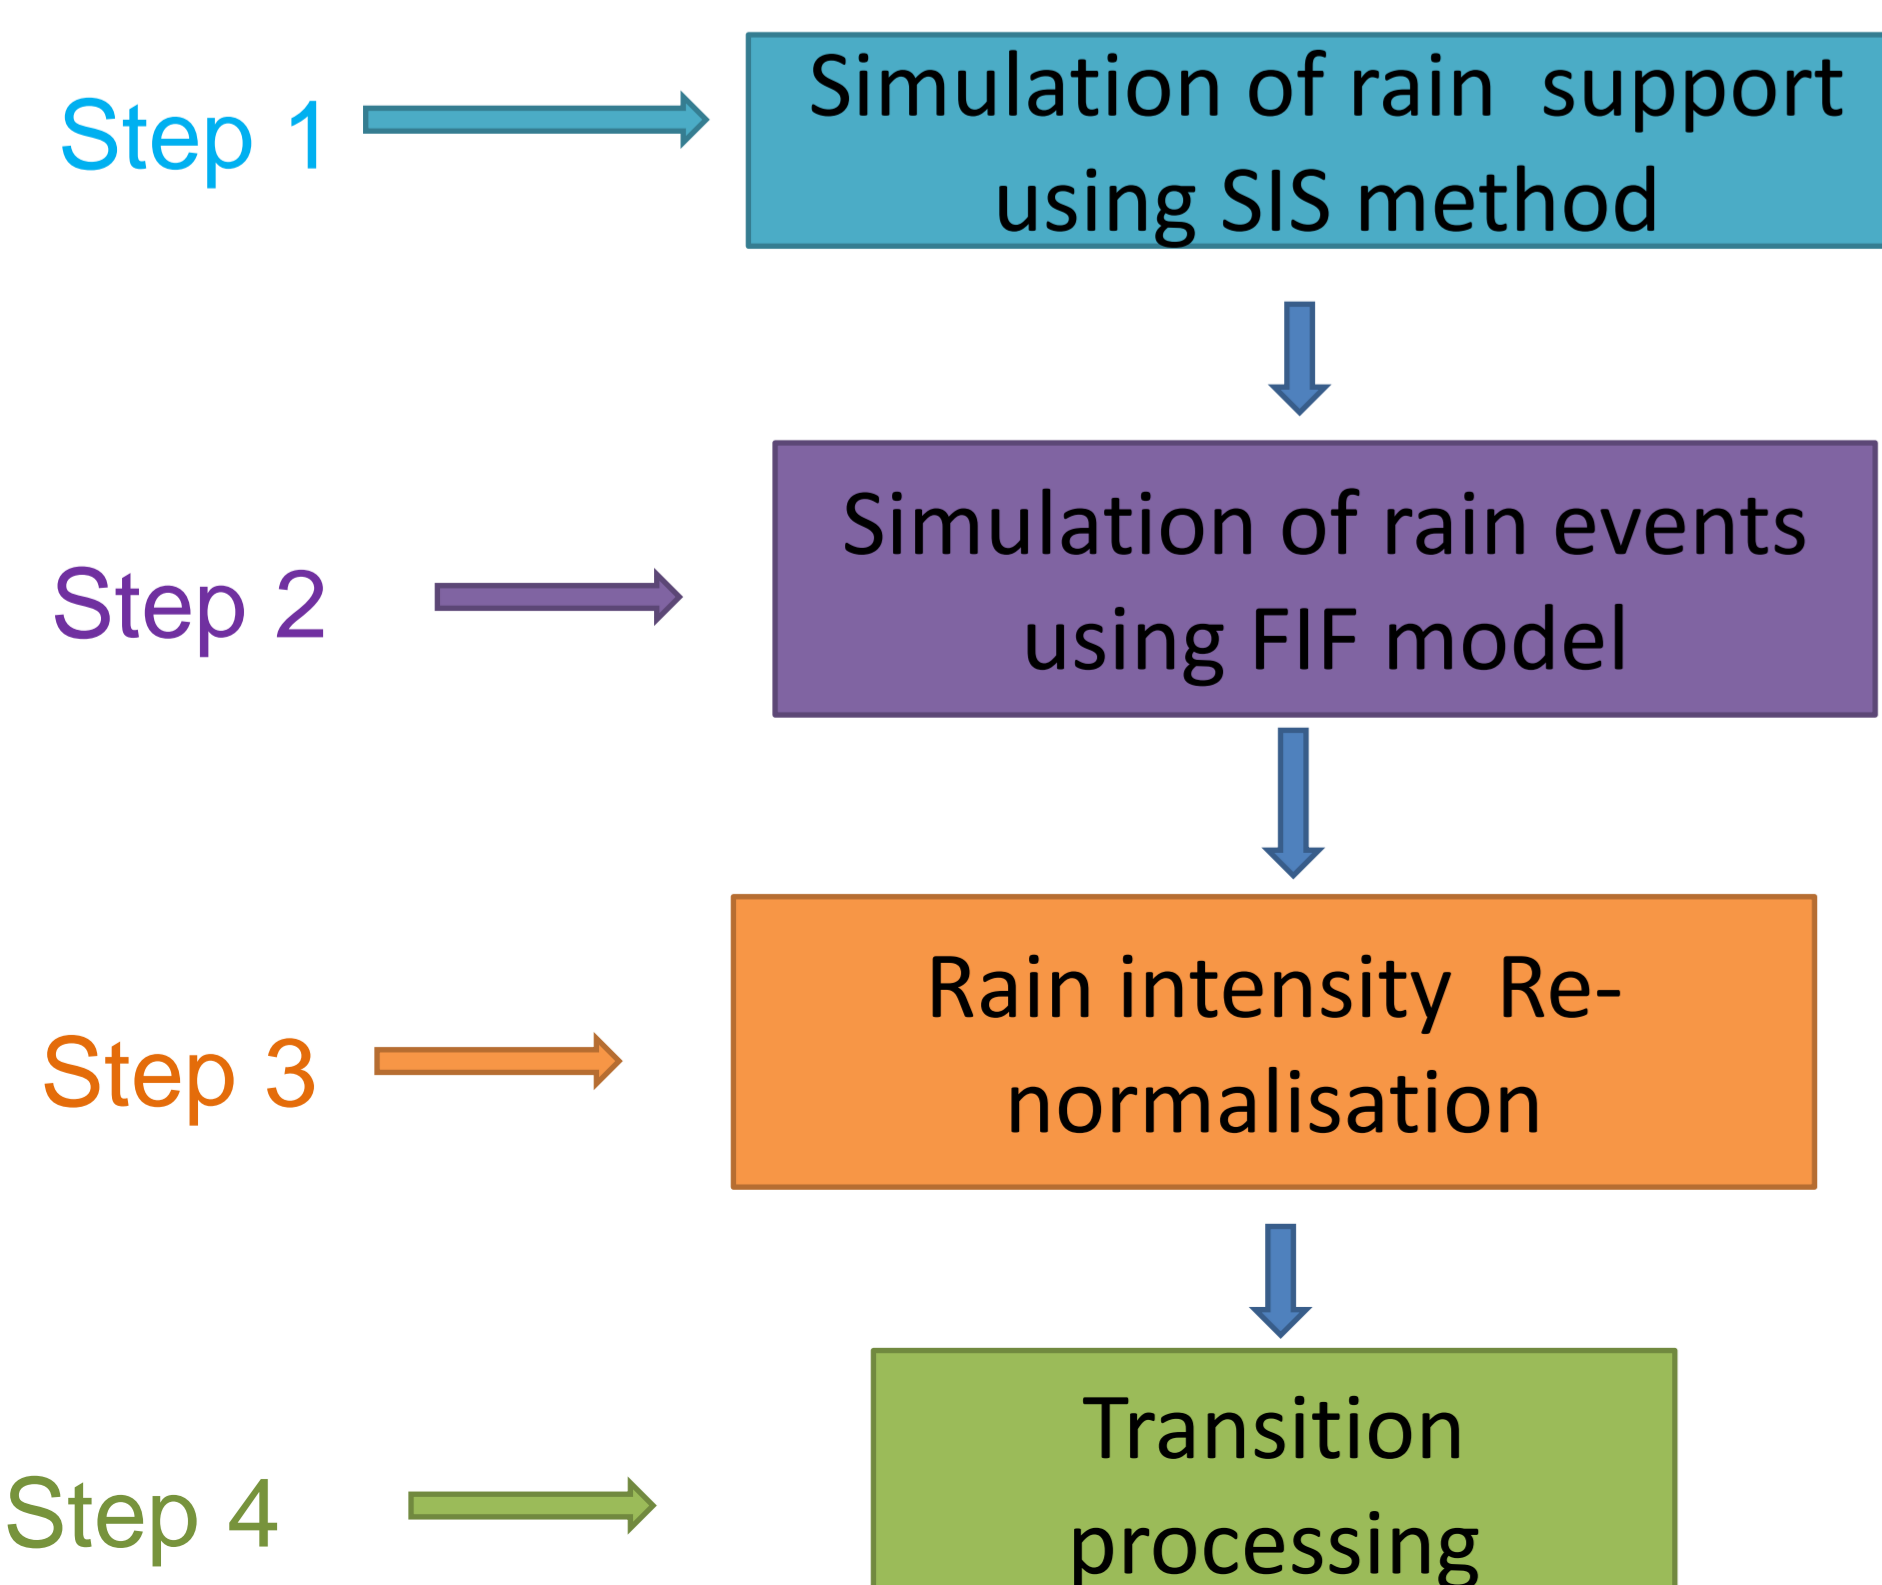 Step 1
Simulation of rain  support
using SIS method
Step 2
Simulation of rain events
using FIF model
Step 3
Rain intensity  Re-
normalisation
Step 4
Transition
processing